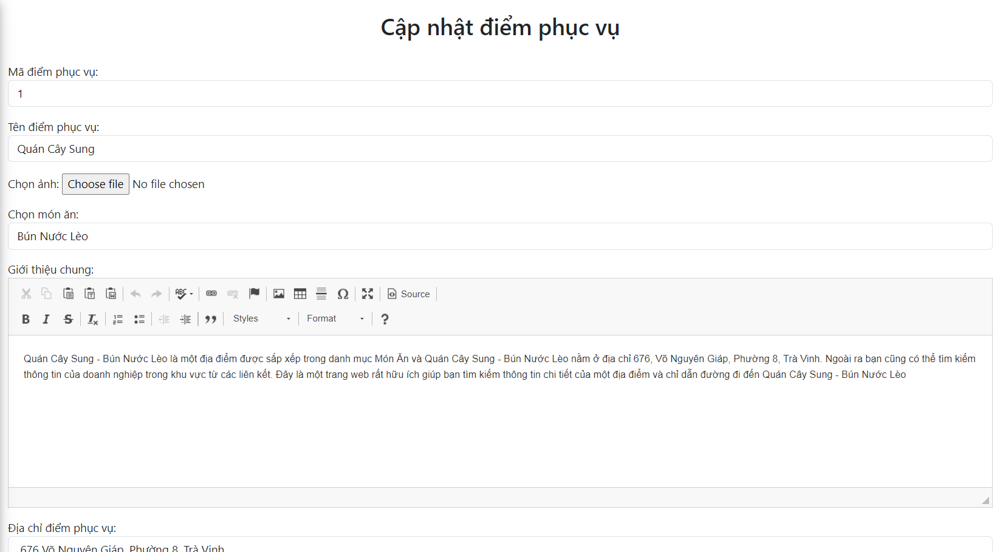 Cập nhật điểm phục vụ
Mã điểm phục vụ:
1
Tên điểm phục vụ:
Quán Cây Sung
Chọn ảnh: Choose file No file chosen
Chọn món ăn:
Bún Nước Lèo
Giới thiệu chung:
ABC Source
B I S Tx Styles Format ?
Quán Cây Sung - Bún Nước Lèo là một địa điểm được sắp xếp trong danh mục Món Ăn và Quán Cây Sung - Bún Nước Lèo nằm ở địa chỉ 676, Võ Nguyên Giáp, Phường 8, Trà Vinh. Ngoài ra bạn cũng có thể tìm kiếm
thông tin của doanh nghiệp trong khu vực từ các liên kết. Đây là một trang web rất hữu ích giúp bạn tìm kiếm thông tin chi tiết của một địa điểm và chỉ dẫn đường đi đến Quán Cây Sung - Bún Nước Lèo
Địa chỉ điểm phục vụ:
676 Võ Nguyên Giáp, Phường 8, Trà Vinh